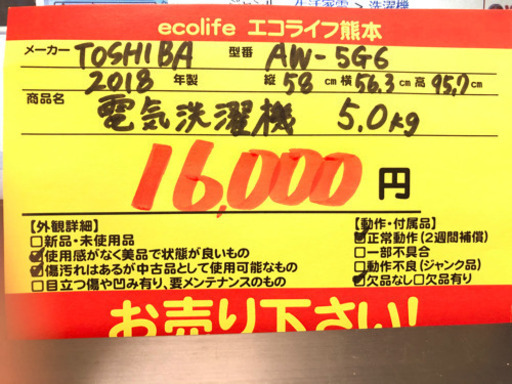 生活家電 > 洗濯機
ecolife エコライフ熊本
メーカー TOSHIBA 型番 AW-5G6
2018 年製 縦 58 cm 横 56.3 cm 高 95.7 cm
商品名 電気洗濯機 5.0kg
16,000 円
【外観詳細】 【動作・付属品】
□新品・未使用品 ☑正常動作(2週間補償)
☑使用感がなく美品で状態が良いもの □一部不具合
☑傷汚れはあるが中古品として使用可能なもの □動作不良(ジャンク品)
□目立つ傷や凹み有り、要メンテナンスのもの ☑欠品なし□欠品有り
お売り下さい!